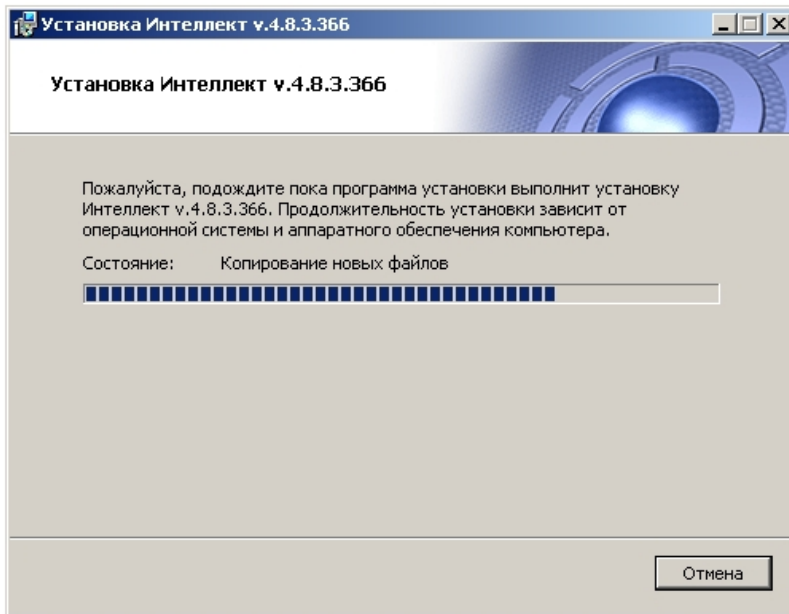 Установка Интеллект v.4.8.3.366
Установка Интеллект v.4.8.3.366
Пожалуйста, подождите пока программа установки выполнит установку
Интеллект v.4.8.3.366. Продолжительность установки зависит от
операционной системы и аппаратного обеспечения компьютера.
Состояние: Копирование новых файлов
Отмена